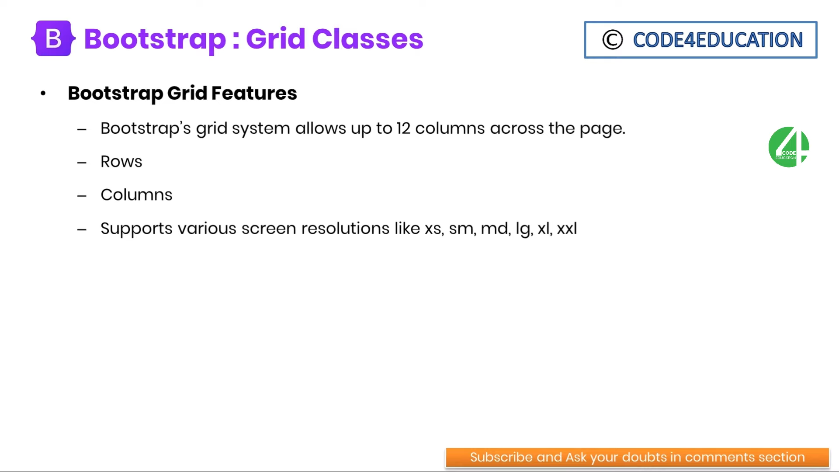 B Bootstrap : Grid Classes
© CODE4EDUCATION
• Bootstrap Grid Features
– Bootstrap's grid system allows up to 12 columns across the page.
4
CODE
EDUCATION
– Rows
– Columns
– Supports various screen resolutions like xs, sm, md, lg, xl, xxl
Subscribe and Ask your doubts in comments section